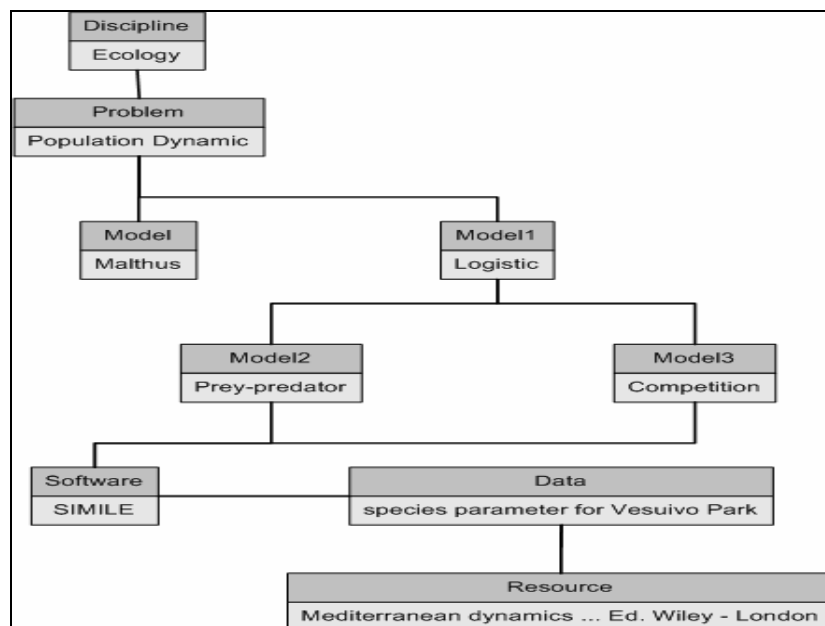 Discipline
Ecology
Problem
Population Dynamic
Model
Malthus
Model1
Logistic
Model2
Prey-predator
Model3
Competition
Software
SIMILE
Data
species parameter for Vesuivo Park
Resource
Mediterranean dynamics ... Ed. Wiley - London